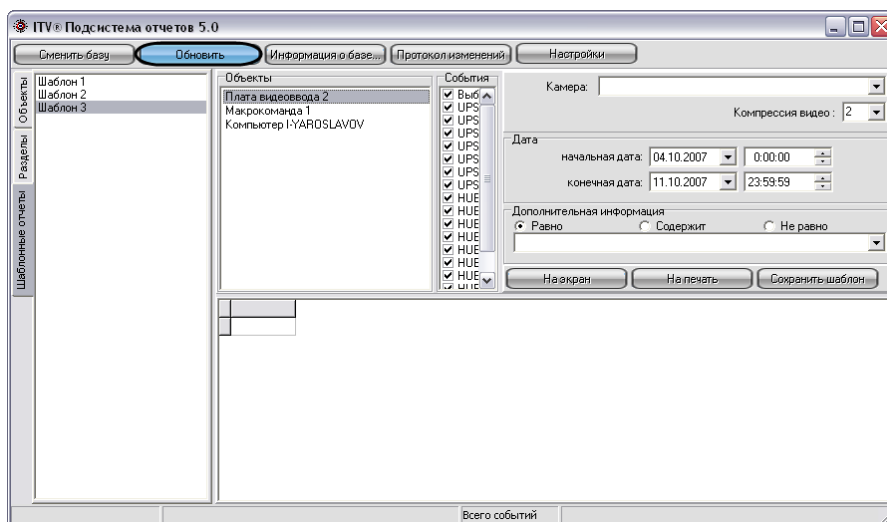 ITV® Подсистема отчетов 5.0
Сменить базу Обновить Информация о базе... Протокол изменений Настройки
Объекты
Разделы
Шаблонные отчеты
Шаблон 1
Шаблон 2
Шаблон 3
Объекты
Плата видеоввода 2
Макрокоманда 1
Компьютер I-YAROSLAVOV
События
Выб
UPS
UPS
UPS
UPS
UPS
UPS
UPS
HUE
HUE
HUE
HUE
HUE
HUE
HUE
HUE
Камера:
Компрессия видео : 2
Дата
начальная дата: 04.10.2007 0:00:00
конечная дата: 11.10.2007 23:59:59
Дополнительная информация
Равно Содержит Не равно
На экран На печать Сохранить шаблон
Всего событий